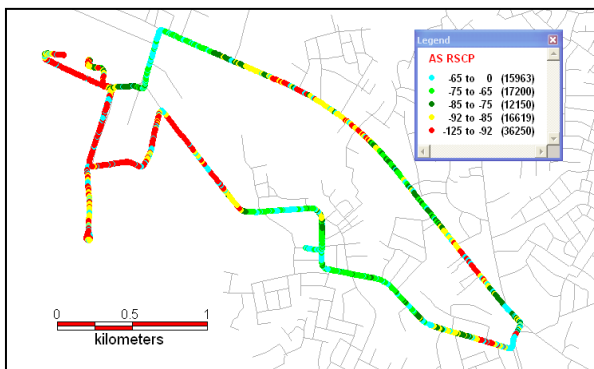 Legend
AS RSCP
-65 to 0 (15963)
-75 to -65 (17200)
-85 to -75 (12150)
-92 to -85 (16619)
-125 to -92 (36250)
0 0.5 1
kilometers